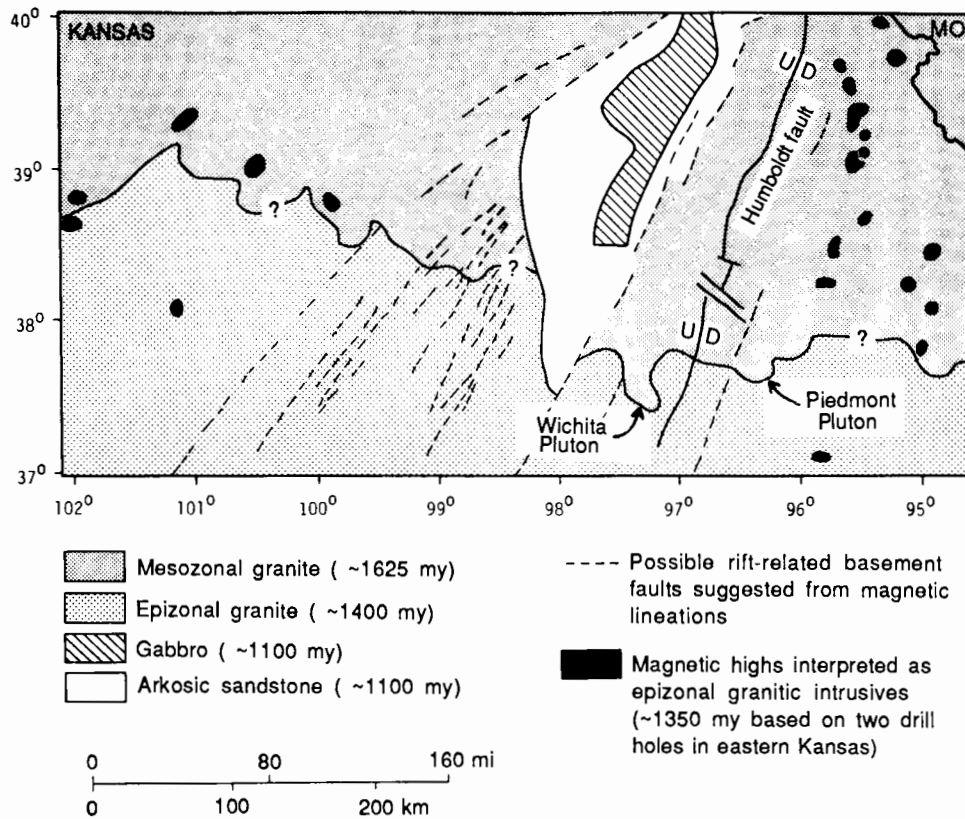 40°
KANSAS
MO
U D
Humboldt fault
39°
?
?
38°
U D
?
Wichita
Pluton
Piedmont
Pluton
37°
102°
101°
100°
99°
98°
97°
96°
95°
Mesozonal granite ( ~1625 my)
Epizonal granite ( ~1400 my)
Gabbro ( ~1100 my)
Arkosic sandstone ( ~1100 my)
Possible rift-related basement
faults suggested from magnetic
lineations
Magnetic highs interpreted as
epizonal granitic intrusives
(~1350 my based on two drill
holes in eastern Kansas)
0 80 160 mi
0 100 200 km